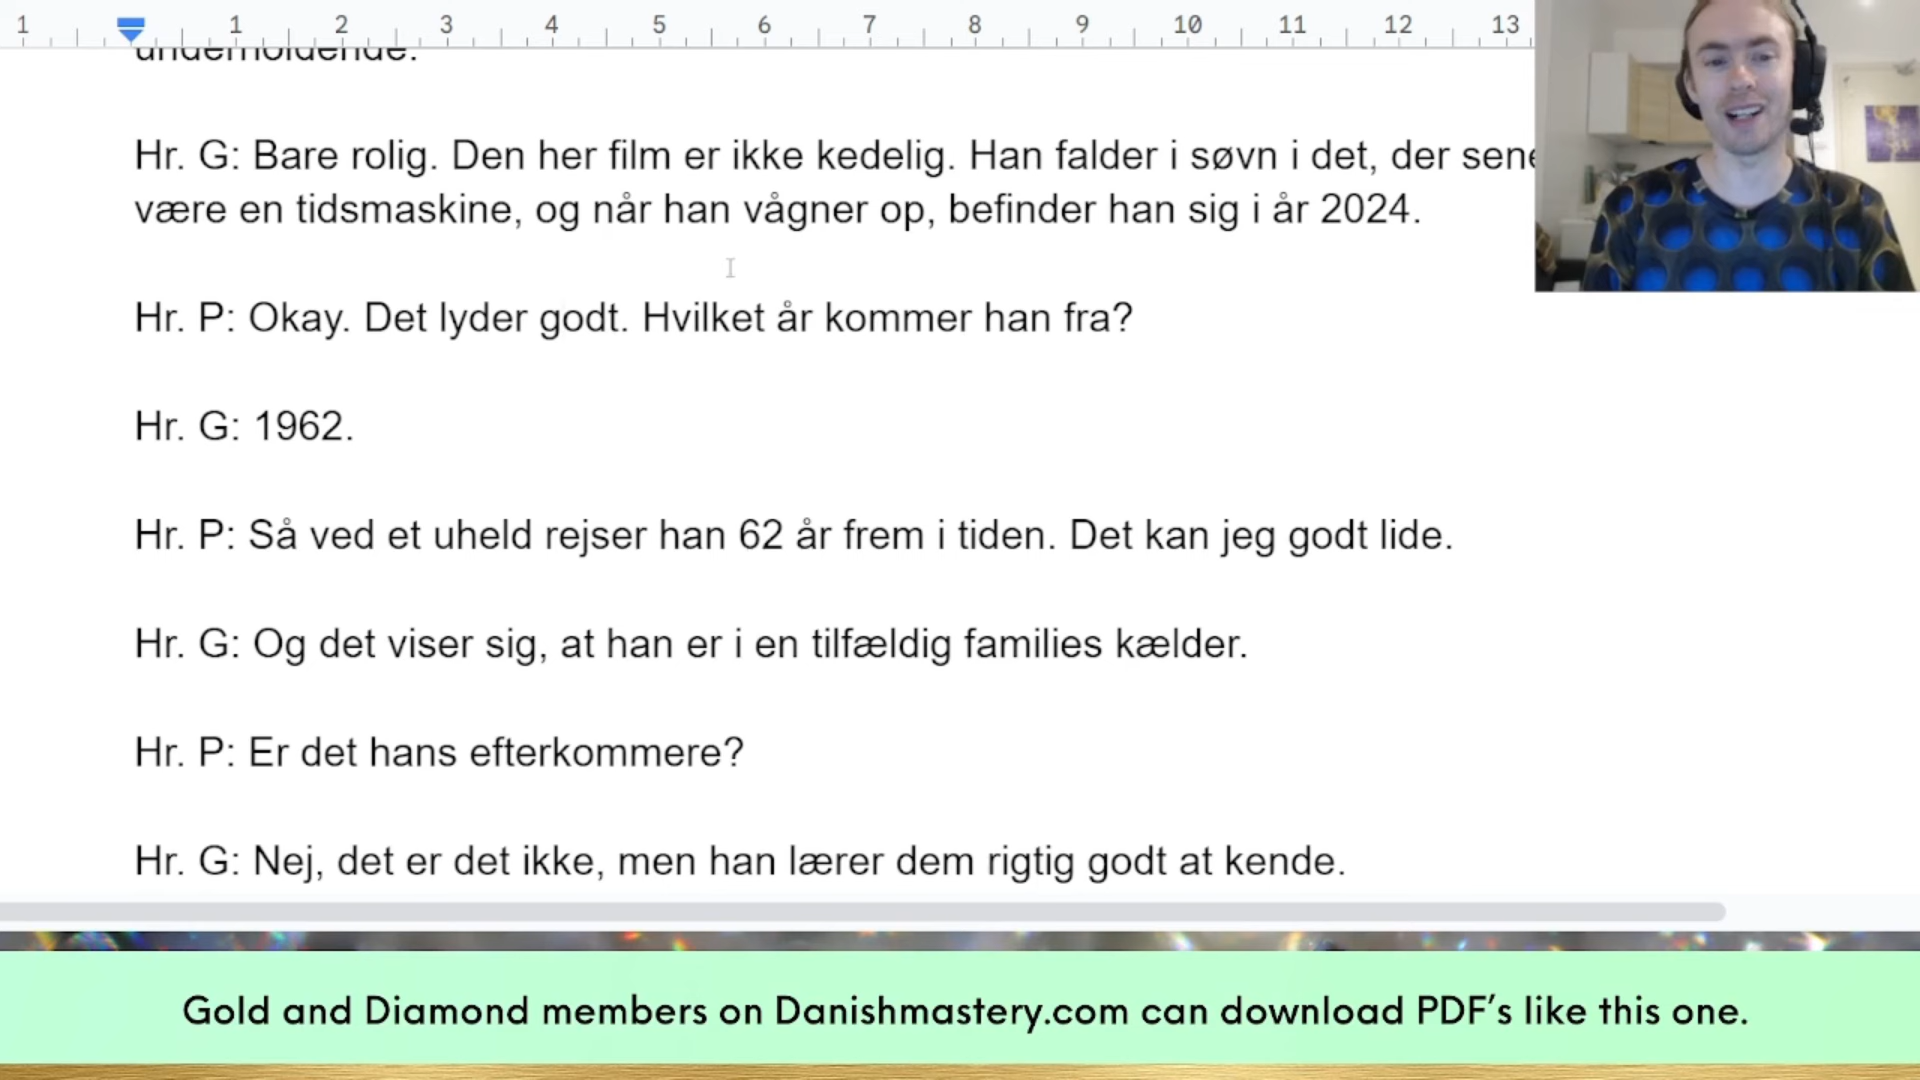 1 1 2 3 4 5 6 7 8 9 10 11 12 13
underholdende.
Hr. G: Bare rolig. Den her film er ikke kedelig. Han falder i søvn i det, der
være en tidsmaskine, og når han vågner op, befinder han sig i år 2024.
Hr. P: Okay. Det lyder godt. Hvilket år kommer han fra?
Hr. G: 1962.
Hr. P: Så ved et uheld rejser han 62 år frem i tiden. Det kan jeg godt lide.
Hr. G: Og det viser sig, at han er i en tilfældig families kælder.
Hr. P: Er det hans efterkommere?
Hr. G: Nej, det er det ikke, men han lærer dem rigtig godt at kende.
Gold and Diamond members on Danishmastery.com can download PDF's like this one.